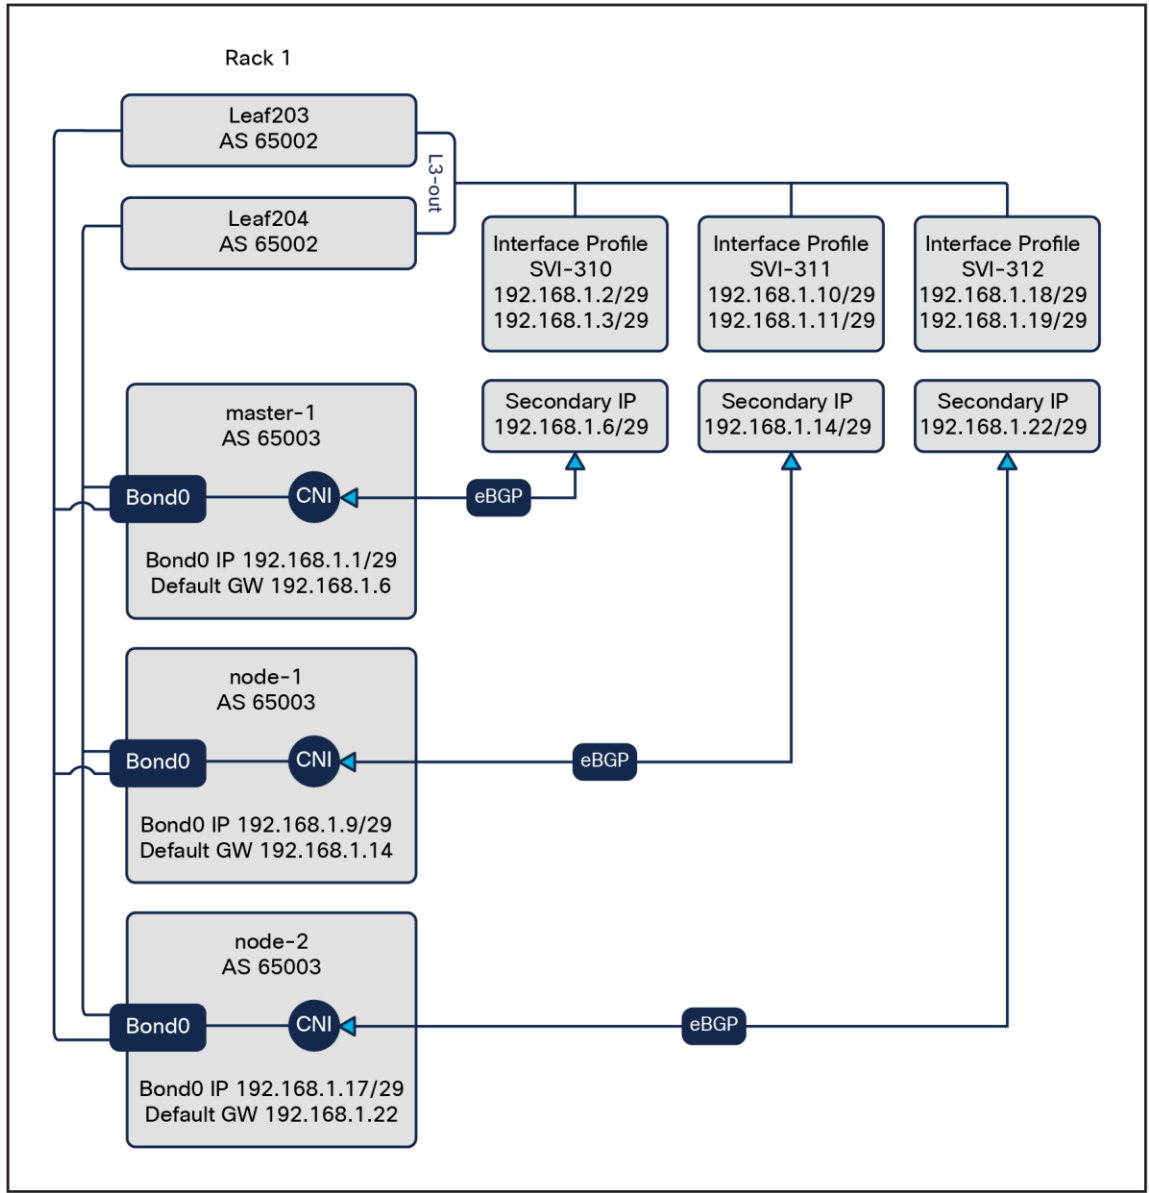 Rack 1
Leaf203
AS 65002
L3-out
Leaf204
AS 65002
Interface Profile
SVI-310
192.168.1.2/29
192.168.1.3/29
Interface Profile
SVI-311
192.168.1.10/29
192.168.1.11/29
Interface Profile
SVI-312
192.168.1.18/29
192.168.1.19/29
Secondary IP
192.168.1.6/29
Secondary IP
192.168.1.14/29
Secondary IP
192.168.1.22/29
master-1
AS 65003
Bond0
CNI
eBGP
Bond0 IP 192.168.1.1/29
Default GW 192.168.1.6
node-1
AS 65003
Bond0
CNI
eBGP
Bond0 IP 192.168.1.9/29
Default GW 192.168.1.14
node-2
AS 65003
Bond0
CNI
eBGP
Bond0 IP 192.168.1.17/29
Default GW 192.168.1.22